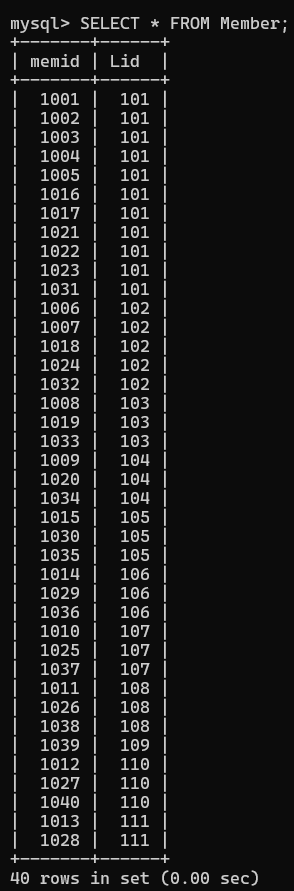 mysql> SELECT * FROM Member;
+-------+------+
| memid | Lid  |
+-------+------+
|  1001 |  101 |
|  1002 |  101 |
|  1003 |  101 |
|  1004 |  101 |
|  1005 |  101 |
|  1016 |  101 |
|  1017 |  101 |
|  1021 |  101 |
|  1022 |  101 |
|  1023 |  101 |
|  1031 |  101 |
|  1006 |  102 |
|  1007 |  102 |
|  1018 |  102 |
|  1024 |  102 |
|  1032 |  102 |
|  1008 |  103 |
|  1019 |  103 |
|  1033 |  103 |
|  1009 |  104 |
|  1020 |  104 |
|  1034 |  104 |
|  1015 |  105 |
|  1030 |  105 |
|  1035 |  105 |
|  1014 |  106 |
|  1029 |  106 |
|  1036 |  106 |
|  1010 |  107 |
|  1025 |  107 |
|  1037 |  107 |
|  1011 |  108 |
|  1026 |  108 |
|  1038 |  108 |
|  1039 |  109 |
|  1012 |  110 |
|  1027 |  110 |
|  1040 |  110 |
|  1013 |  111 |
|  1028 |  111 |
+-------+------+
40 rows in set (0.00 sec)